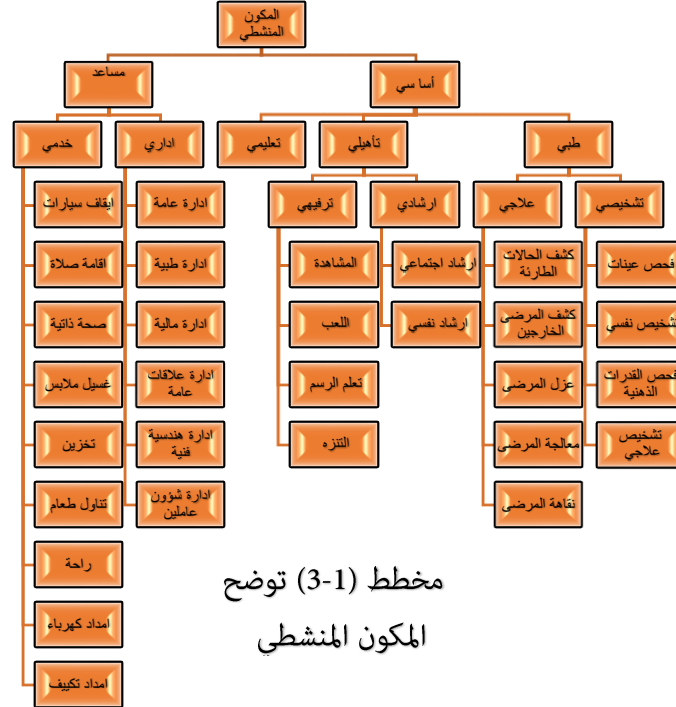 المكون
المنشطي
أساسي
مساعد
طبي
تأهيلي
تعليمي
اداري
خدمي
تشخيصي
علاجي
ارشادي
ترفيهي
فحص عينات
تشخيص نفسي
فحص القدرات
الذهنية
تشخيص
علاجي
كشف الحالات
الطارئة
كشف المرضى
الخارجين
عزل المرضى
معالجة المرضى
نقاهة المرضى
ارشاد اجتماعي
ارشاد نفسي
المشاهدة
اللعب
تعلم الرسم
التنزه
ادارة عامة
ادارة طبية
ادارة مالية
ادارة علاقات
عامة
ادارة هندسية
فنية
ادارة شؤون
عاملين
ايقاف سيارات
اقامة صلاة
صحة ذاتية
غسيل ملابس
تخزين
تناول طعام
راحة
امداد كهرباء
امداد تكييف
مخطط (1-3) توضح
المكون المنشطي